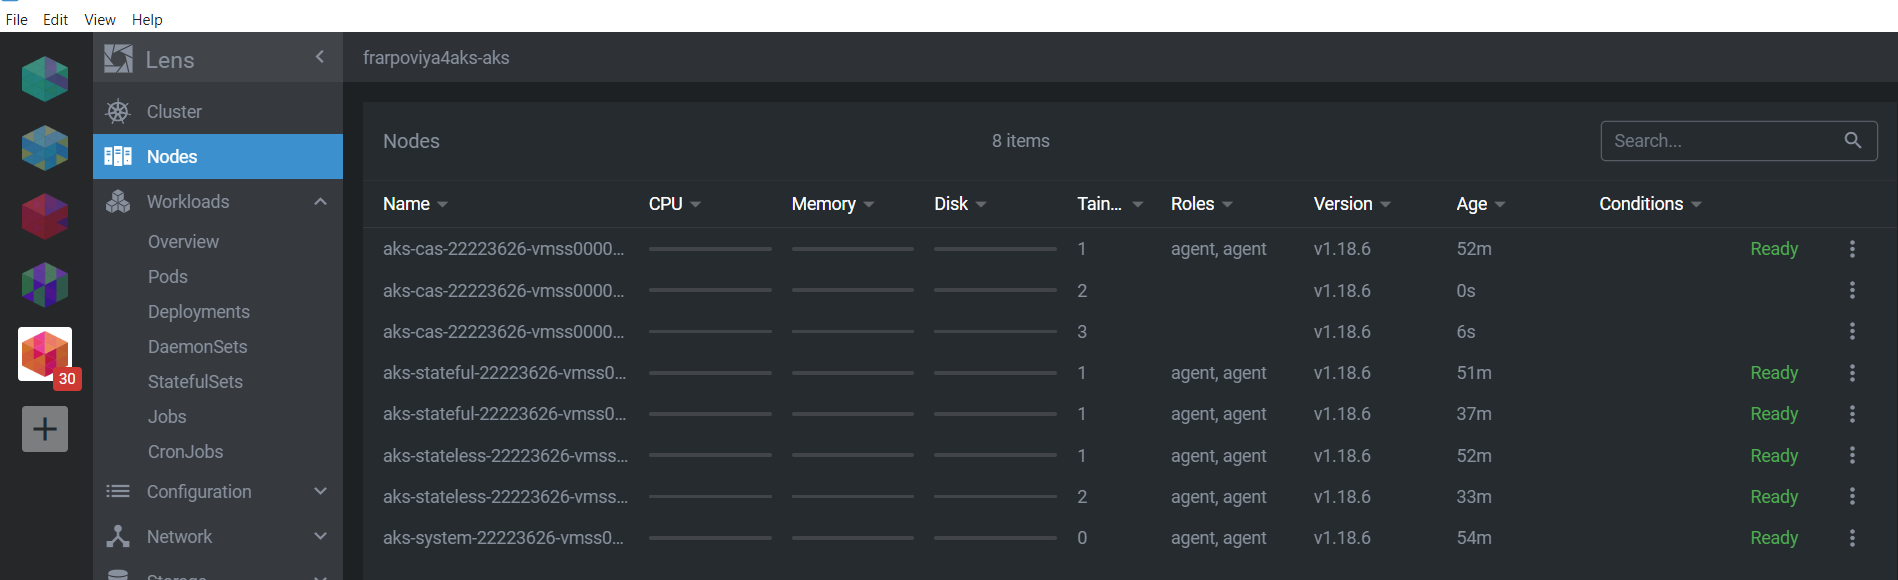 File Edit View Help
Lens
frarpoviya4aks-aks
Cluster
Nodes
Workloads
Overview
Pods
Deployments
DaemonSets
StatefulSets
Jobs
CronJobs
Configuration
Network
Storage
30
Nodes 8 items Search...
Name CPU Memory Disk Tain... Roles Version Age Conditions
aks-cas-22223626-vmss0000... 1 agent, agent v1.18.6 52m Ready
aks-cas-22223626-vmss0000... 2 v1.18.6 0s
aks-cas-22223626-vmss0000... 3 v1.18.6 6s
aks-stateful-22223626-vmss0... 1 agent, agent v1.18.6 51m Ready
aks-stateful-22223626-vmss0... 1 agent, agent v1.18.6 37m Ready
aks-stateless-22223626-vmss... 1 agent, agent v1.18.6 52m Ready
aks-stateless-22223626-vmss... 2 agent, agent v1.18.6 33m Ready
aks-system-22223626-vmss0... 0 agent, agent v1.18.6 54m Ready